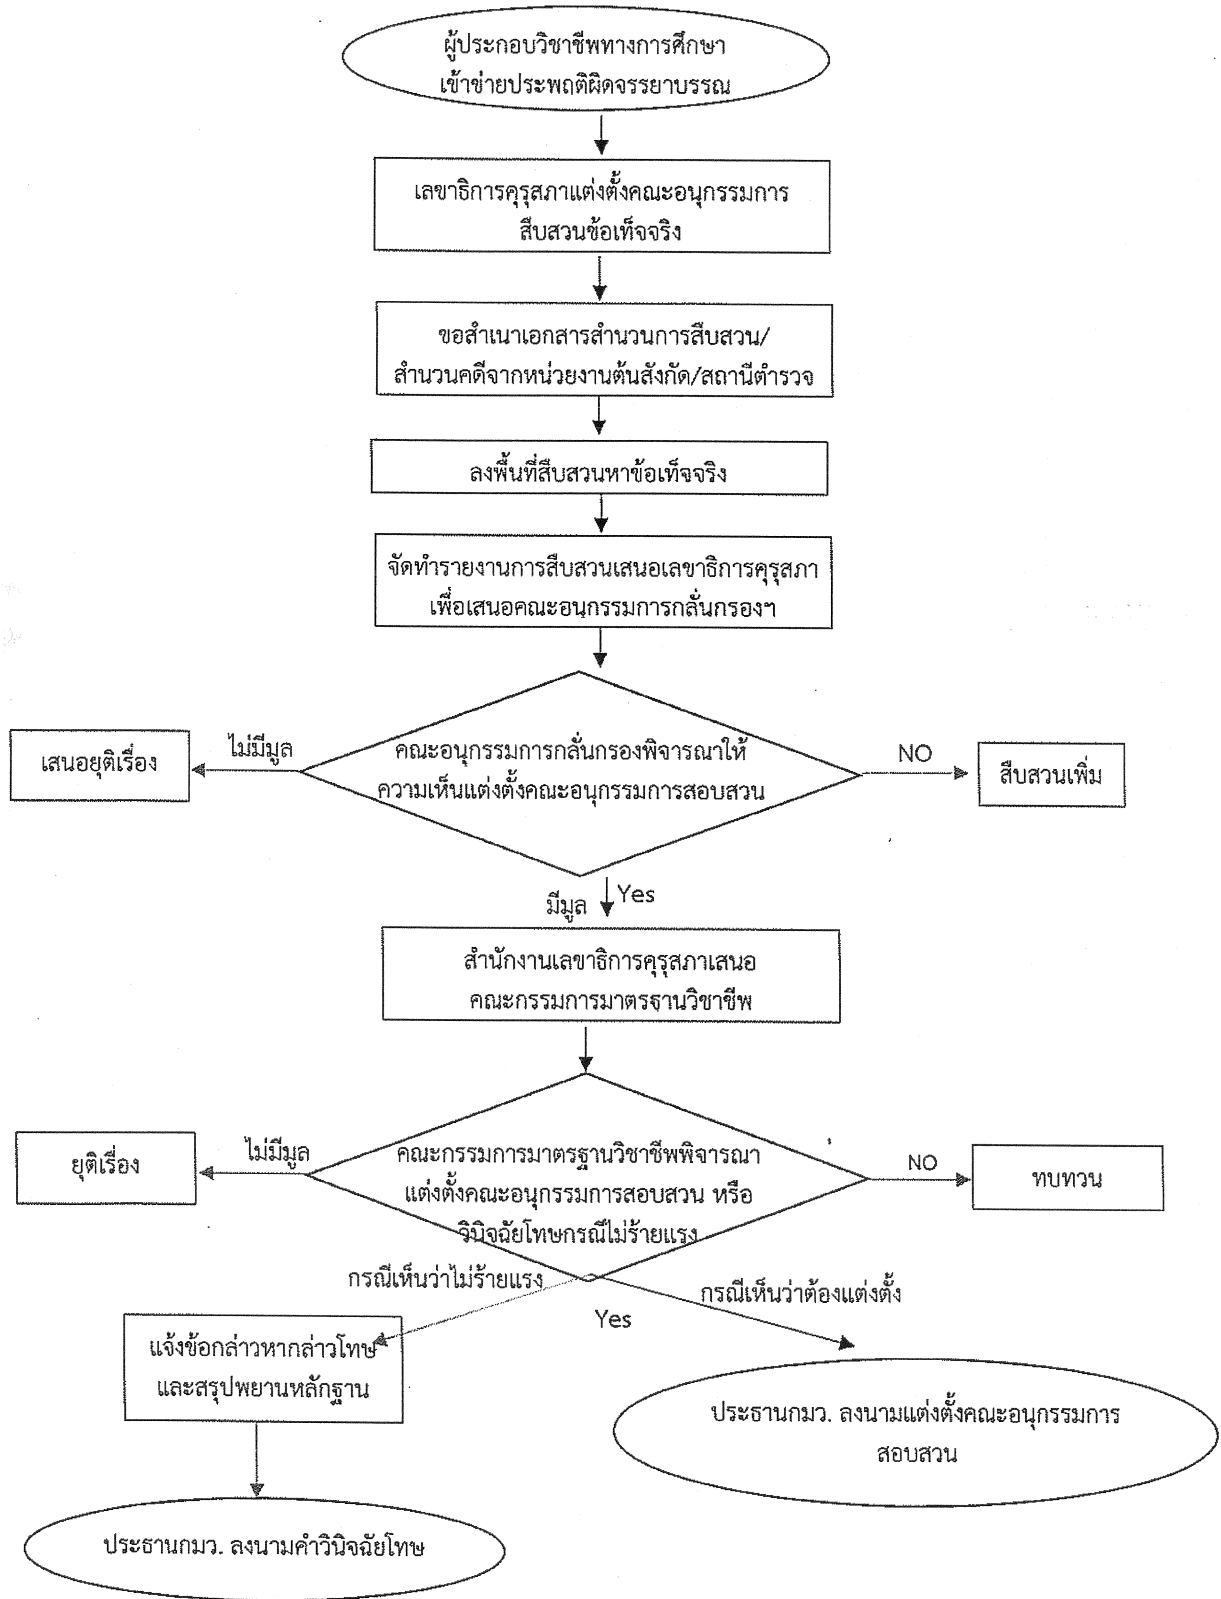 ผู้ประกอบวิชาชีพทางการศึกษา
เข้าข่ายประพฤติผิดจรรยาบรรณ
เลขาธิการคุรุสภาแต่งตั้งคณะอนุกรรมการ
สืบสวนข้อเท็จจริง
ขอสำเนาเอกสารสำนวนการสืบสวน/
สำนวนคดีจากหน่วยงานต้นสังกัด/สถานีตำรวจ
ลงพื้นที่สืบสวนหาข้อเท็จจริง
จัดทำรายงานการสืบสวนเสนอเลขาธิการคุรุสภา
เพื่อเสนอคณะอนุกรรมการกลั่นกรองฯ
คณะอนุกรรมการกลั่นกรองพิจารณาให้
ความเห็นแต่งตั้งคณะอนุกรรมการสอบสวน
ไม่มีมูล
เสนอยุติเรื่อง
NO
สืบสวนเพิ่ม
มีมูล Yes
สำนักงานเลขาธิการคุรุสภาเสนอ
คณะกรรมการมาตรฐานวิชาชีพ
คณะกรรมการมาตรฐานวิชาชีพพิจารณา
แต่งตั้งคณะอนุกรรมการสอบสวน หรือ
วินิจฉัยโทษกรณีไม่ร้ายแรง
ไม่มีมูล
ยุติเรื่อง
NO
ทบทวน
กรณีเห็นว่าไม่ร้ายแรง
Yes
กรณีเห็นว่าต้องแต่งตั้ง
แจ้งข้อกล่าวหากล่าวโทษ
และสรุปพยานหลักฐาน
ประธานกมว. ลงนามแต่งตั้งคณะอนุกรรมการ
สอบสวน
ประธานกมว. ลงนามคำวินิจฉัยโทษ